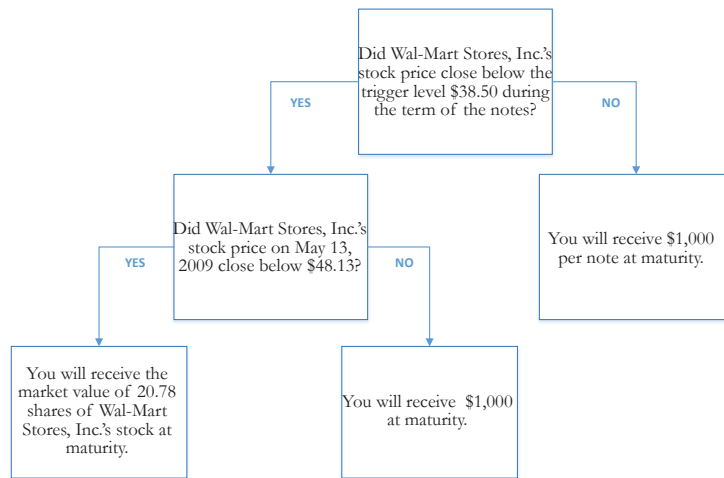 Did Wal-Mart Stores, Inc.'s
stock price close below the
trigger level $38.50 during
the term of the notes?
YES
NO
Did Wal-Mart Stores, Inc.'s
stock price on May 13,
2009 close below $48.13?
You will receive $1,000
per note at maturity.
YES
NO
You will receive the
market value of 20.78
shares of Wal-Mart
Stores, Inc.'s stock at
maturity.
You will receive $1,000
at maturity.